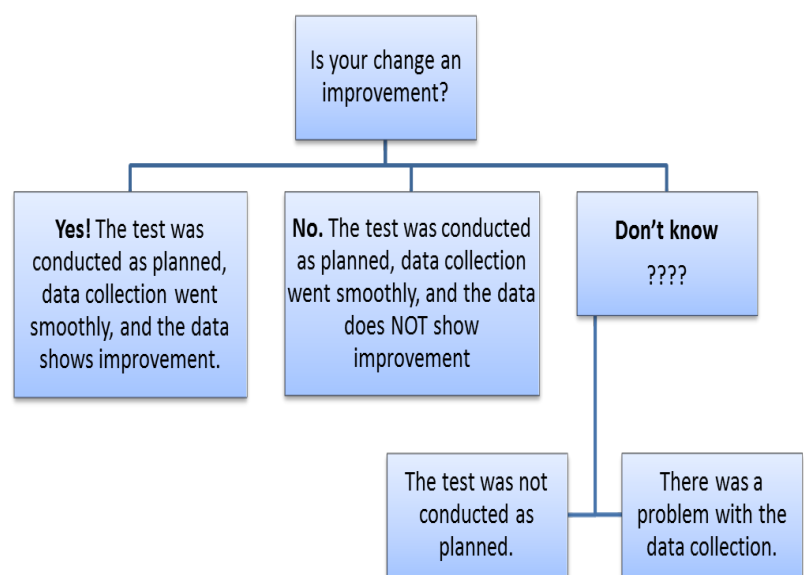 Is your change an
improvement?
Yes! The test was
conducted as planned,
data collection went
smoothly, and the data
shows improvement.
No. The test was conducted
as planned, data collection
went smoothly, and the data
does NOT show
improvement
Don’t know
????
The test was not
conducted as
planned.
There was a
problem with the
data collection.